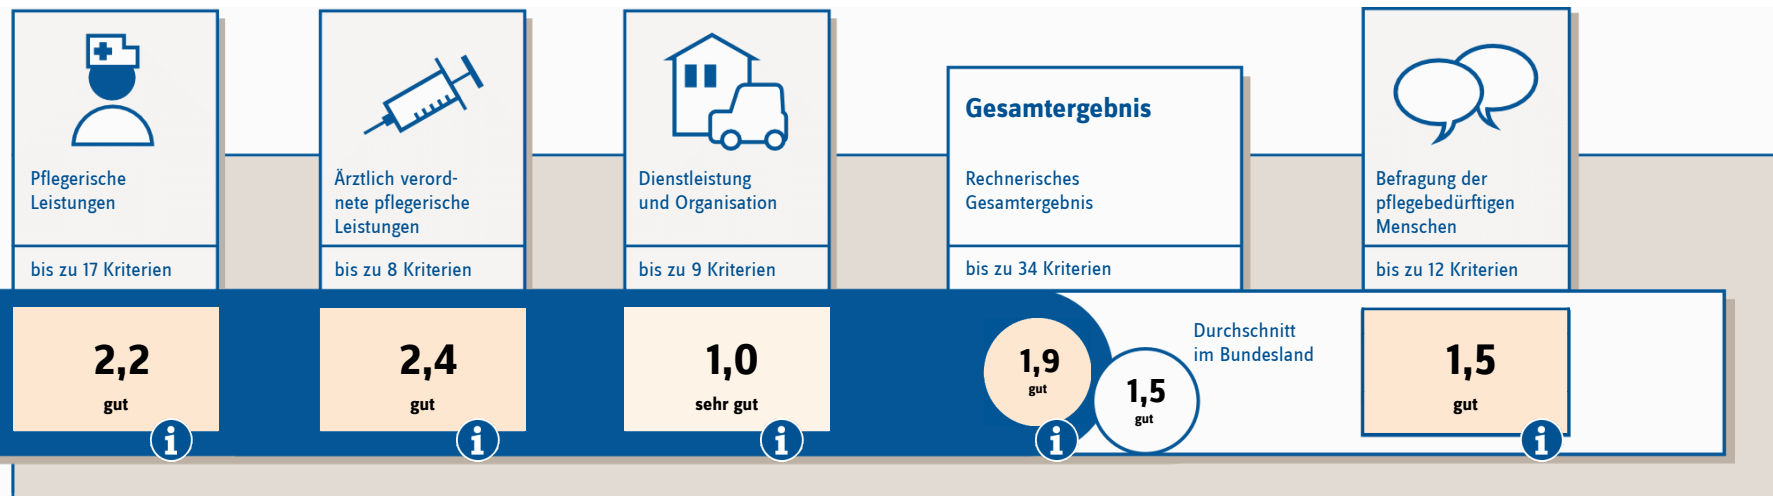 Pflegerische
Leistungen
bis zu 17 Kriterien
2,2
gut
i
Ärztlich verord-
nete pflegerische
Leistungen
bis zu 8 Kriterien
2,4
gut
i
Dienstleistung
und Organisation
bis zu 9 Kriterien
1,0
sehr gut
i
Gesamtergebnis
Rechnerisches
Gesamtergebnis
bis zu 34 Kriterien
1,9
gut
i
Durchschnitt
im Bundesland
1,5
gut
Befragung der
pflegebedürftigen
Menschen
bis zu 12 Kriterien
1,5
gut
i